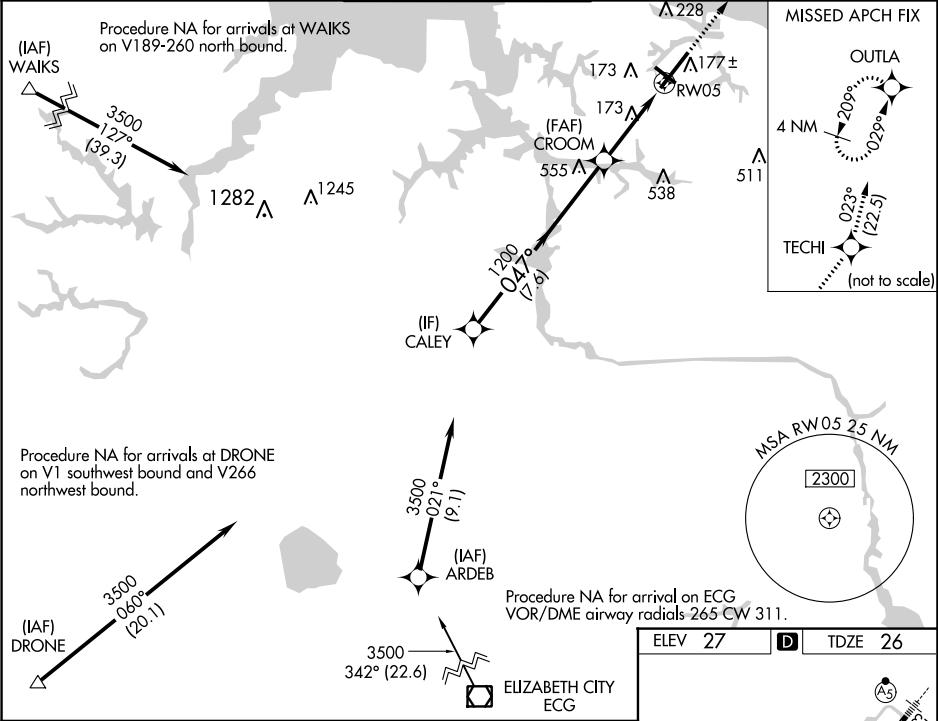 Procedure NA for arrivals at WAIKS
on V189-260 north bound.
(IAF)
WAIKS
3500
127°
(39.3)
1282
1245
228
173
177±
RW05
173
(FAF)
CROOM
555
538
511
1200
047°
(7.6)
(IF)
CALEY
MISSED APCH FIX
OUTLA
209°
029°
4 NM
023°
(22.5)
TECHI
(not to scale)
Procedure NA for arrivals at DRONE
on V1 southwest bound and V266
northwest bound.
MSA RW05 25 NM
2300
3500
021°
(9.1)
(IAF)
ARDEB
3500
060°
(20.1)
(IAF)
DRONE
Procedure NA for arrival on ECG
VOR/DME airway radials 265 CW 311.
3500
342° (22.6)
ELIZABETH CITY
ECG
ELEV 27 D TDZE 26
A5